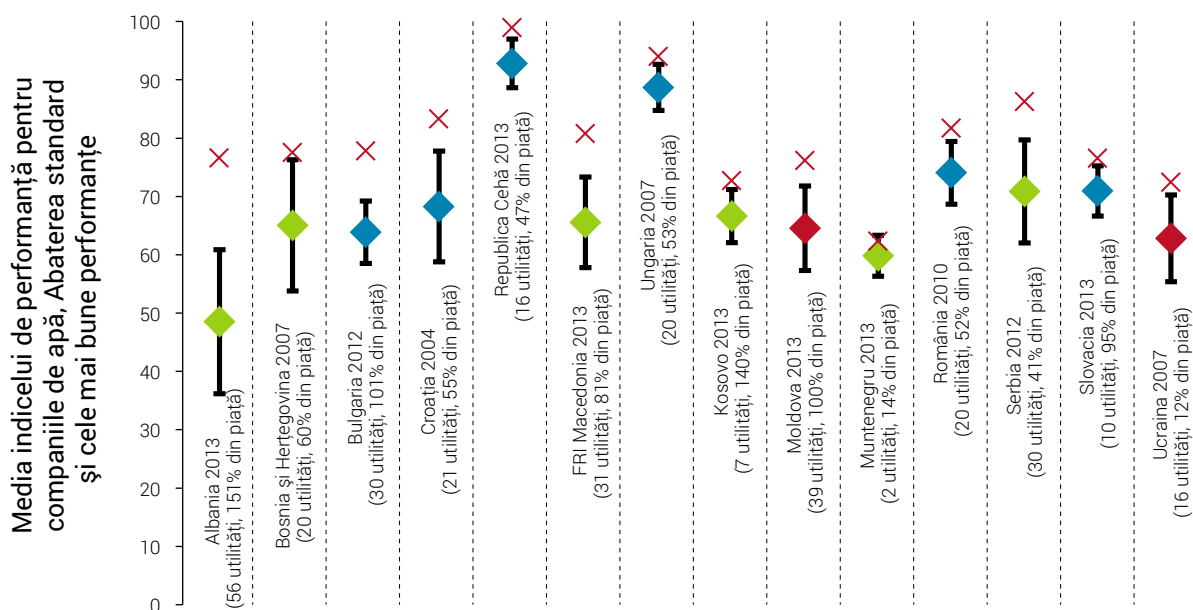 Media indicelui de performanță pentru
companiile de apă, Abaterea standard
și cele mai bune performanțe
100
90
80
70
60
50
40
30
20
10
0
Albania 2013
(56 utilități, 151% din piață)
Bosnia și Herțegovina 2007
(20 utilități, 60% din piață)
Bulgaria 2012
(30 utilități, 101% din piață)
Croația 2004
(21 utilități, 55% din piață)
Republica Cehă 2013
(16 utilități, 47% din piață)
FRI Macedonia 2013
(31 utilități, 81% din piață)
Ungaria 2007
(20 utilități, 53% din piață)
Kosovo 2013
(7 utilități, 140% din piață)
Moldova 2013
(39 utilități, 100% din piață)
Muntenegru 2013
(2 utilități, 14% din piață)
România 2010
(20 utilități, 52% din piață)
Serbia 2012
(30 utilități, 41% din piață)
Slovacia 2013
(10 utilități, 95% din piață)
Ucraina 2007
(16 utilități, 12% din piață)